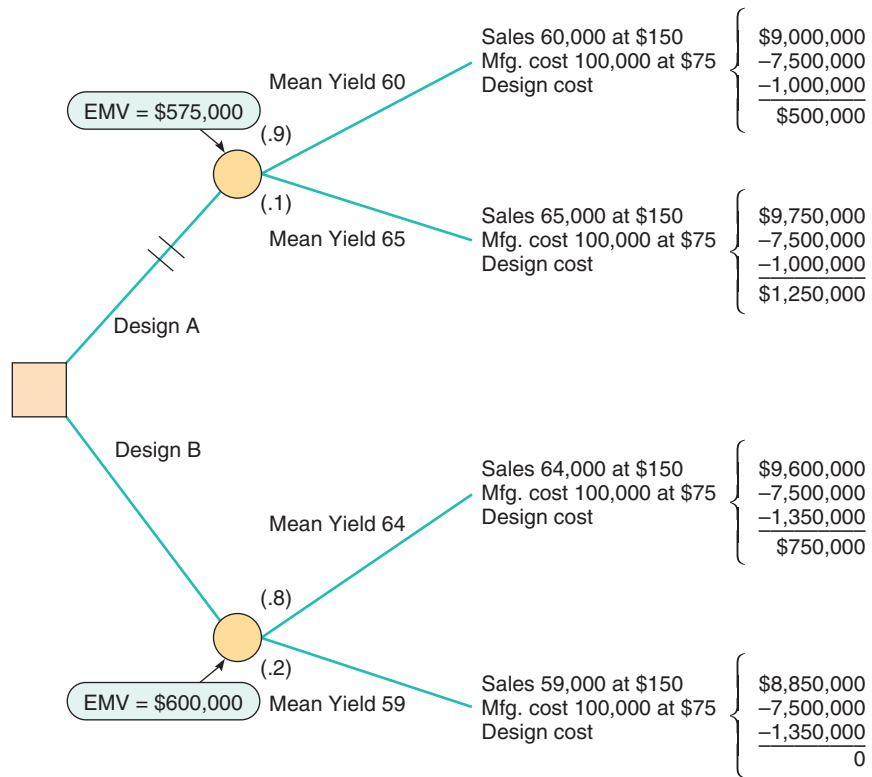 Sales 60,000 at $150
Mfg. cost 100,000 at $75
Design cost
$9,000,000
–7,500,000
–1,000,000
$500,000
Mean Yield 60
EMV = $575,000
(.9)
(.1)
Mean Yield 65
Sales 65,000 at $150
Mfg. cost 100,000 at $75
Design cost
$9,750,000
–7,500,000
–1,000,000
$1,250,000
Design A
Design B
Sales 64,000 at $150
Mfg. cost 100,000 at $75
Design cost
$9,600,000
–7,500,000
–1,350,000
$750,000
Mean Yield 64
(.8)
(.2)
EMV = $600,000
Mean Yield 59
Sales 59,000 at $150
Mfg. cost 100,000 at $75
Design cost
$8,850,000
–7,500,000
–1,350,000
0